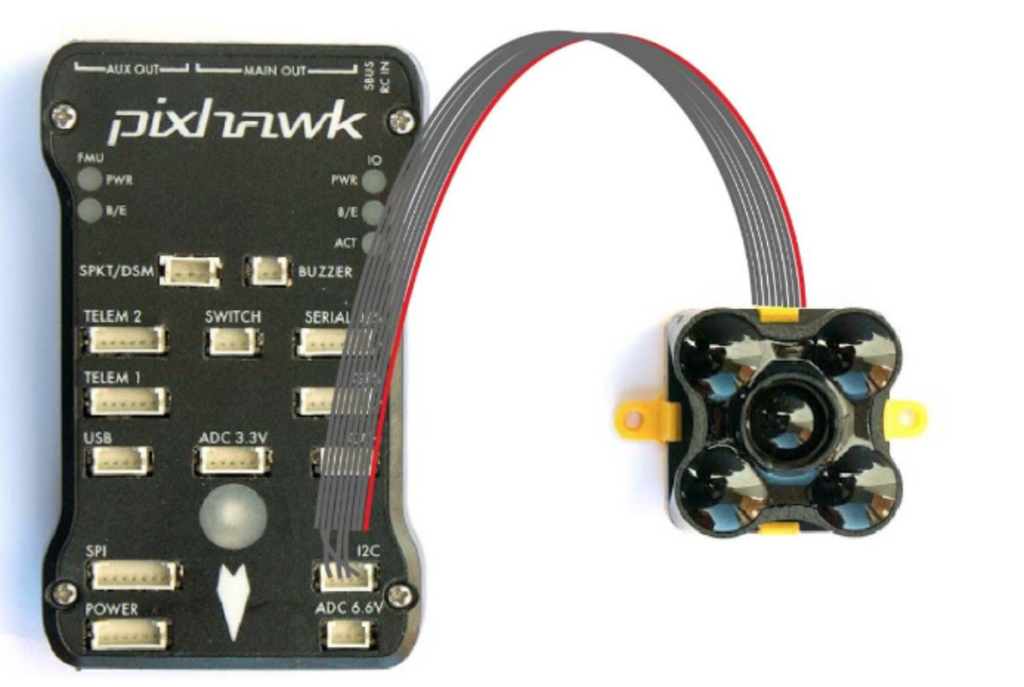 AUX OUT
MAIN OUT
SBUS
RC IN
pixhawk
FMU
PWR
B/E
IO
PWR
B/E
ACT
SPKT/DSM
BUZZER
TELEM 2
SWITCH
SERIAL
TELEM 1
USB
ADC 3.3V
SPI
I2C
POWER
ADC 6.6V